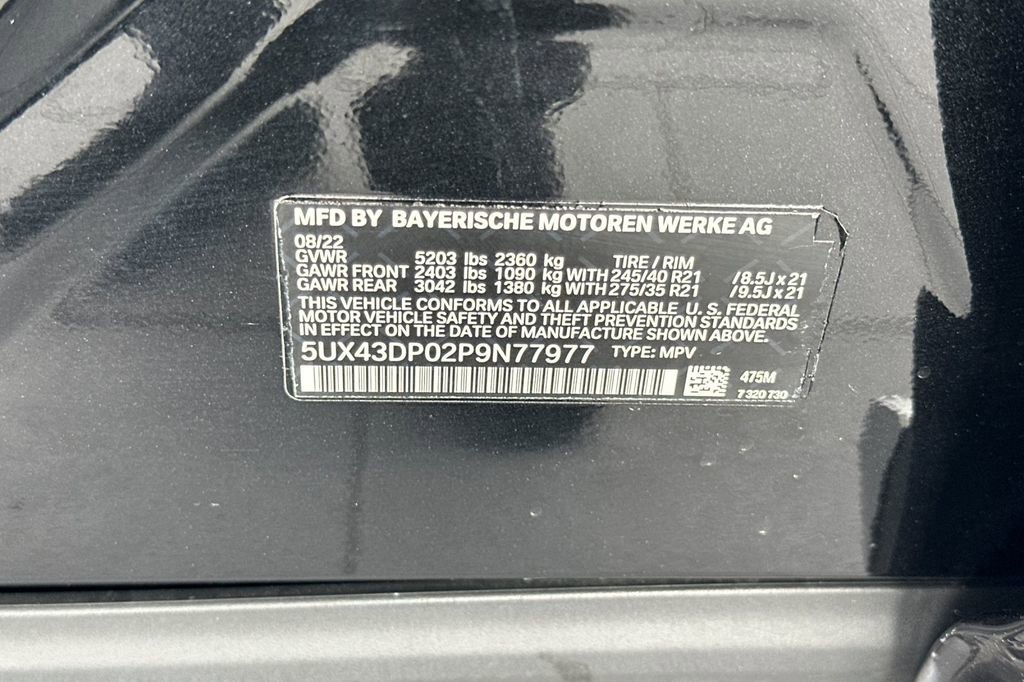 MFD BY BAYERISCHE MOTOREN WERKE AG
08/22
GVWR 5203 lbs 2360 kg TIRE / RIM
GAWR FRONT 2403 lbs 1090 kg WITH 245/40 R21 /8.5J x 21
GAWR REAR 3042 lbs 1380 kg WITH 275/35 R21 /9.5J x 21
THIS VEHICLE CONFORMS TO ALL APPLICABLE U. S. FEDERAL
MOTOR VEHICLE SAFETY AND THEFT PREVENTION STANDARDS
IN EFFECT ON THE DATE OF MANUFACTURE SHOWN ABOVE.
5UX43DP02P9N77977 TYPE: MPV
475M
7 320 730